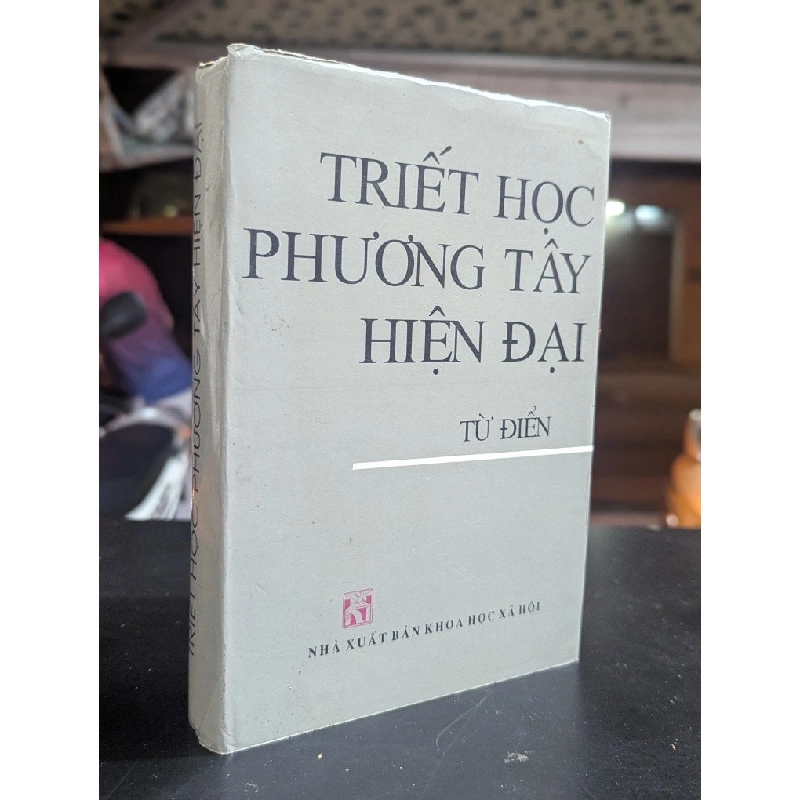 TRIẾT HỌC
PHƯƠNG TÂY
HIỆN ĐẠI
TỪ ĐIỂN
NHÀ XUẤT BẢN KHOA HỌC XÃ HỘI
TRIẾT HỌC PHƯƠNG TÂY HIỆN ĐẠI